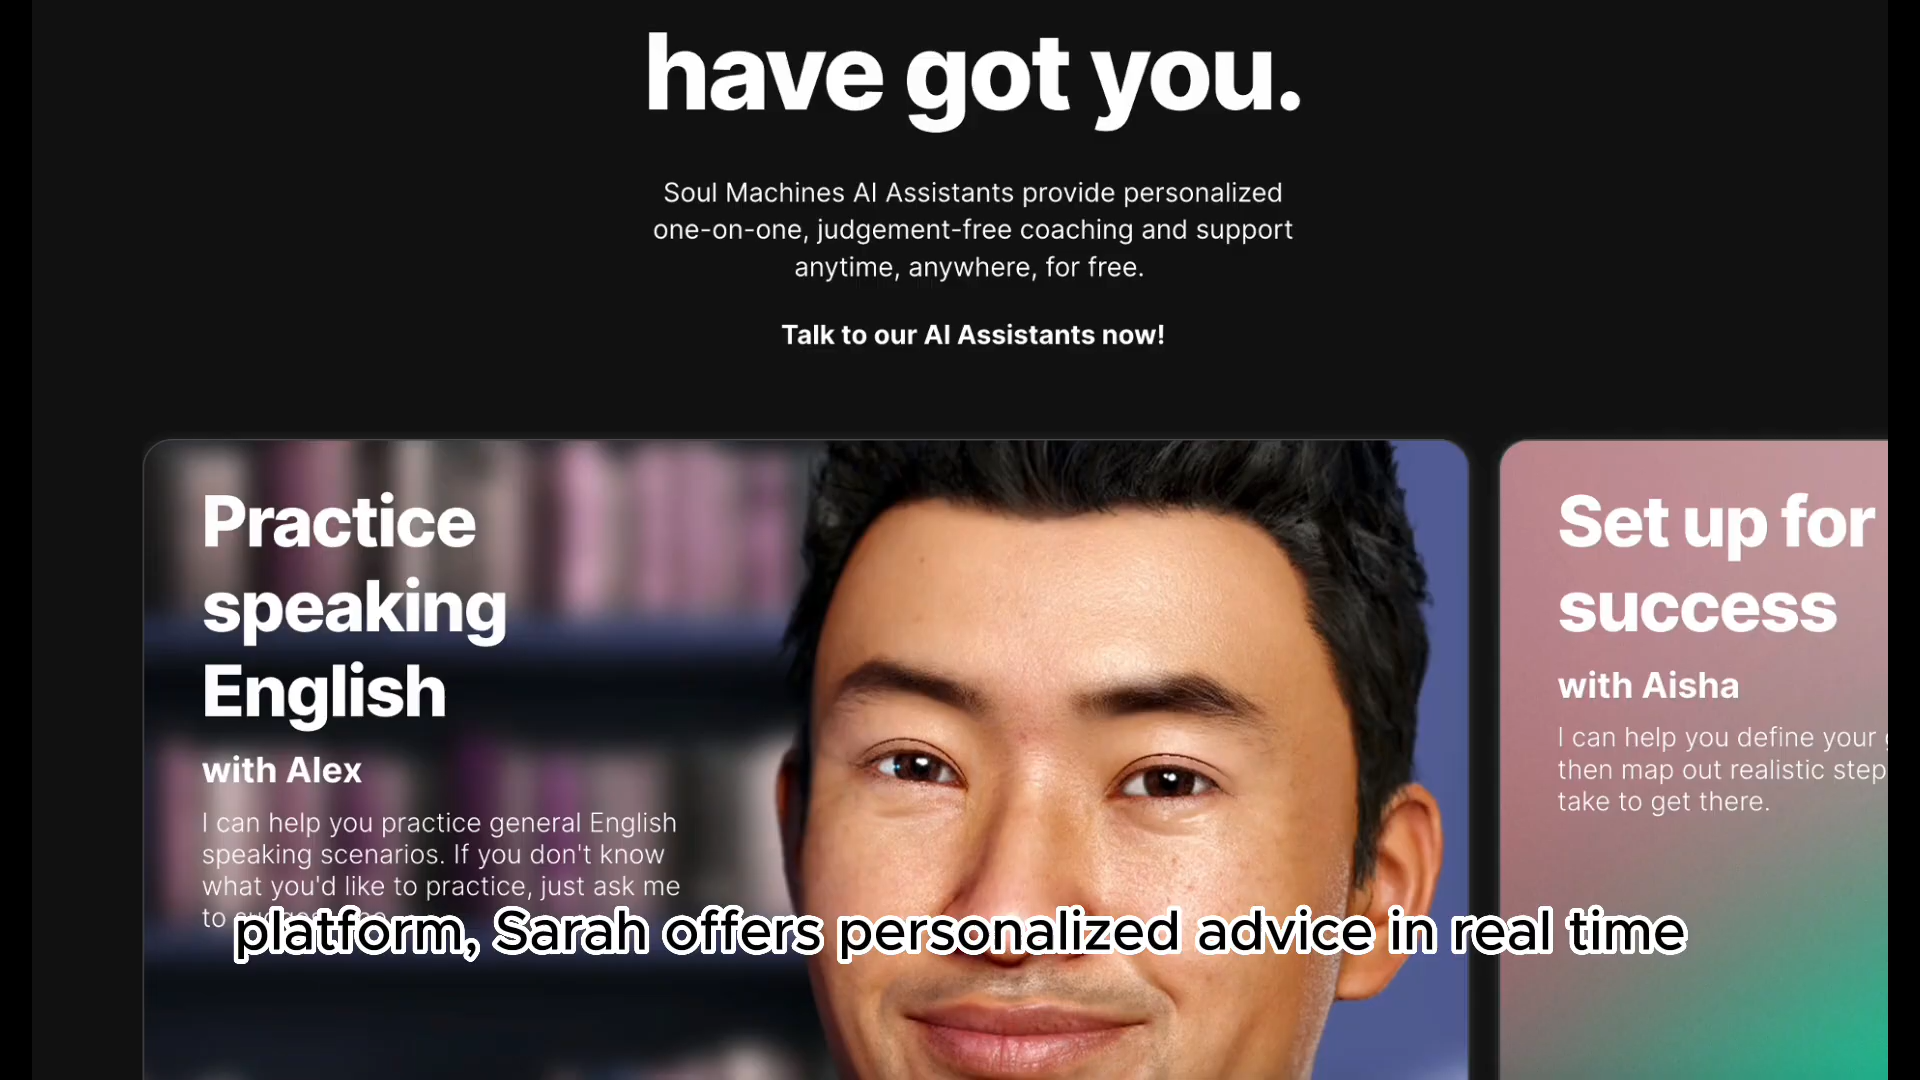 have got you.
Soul Machines AI Assistants provide personalized
one-on-one, judgement-free coaching and support
anytime, anywhere, for free.
Talk to our AI Assistants now!
Practice
speaking
English
with Alex
I can help you practice general English
speaking scenarios. If you don't know
what you'd like to practice, just ask me
to
Set up for
success
with Aisha
I can help you define your
then map out realistic step
take to get there.
platform, Sarah offers personalized advice in real time